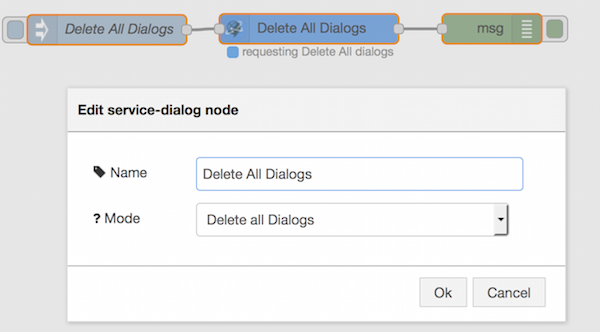 Delete All Dialogs Delete All Dialogs msg
requesting Delete All dialogs
Edit service-dialog node
Name Delete All Dialogs
? Mode Delete all Dialogs
Ok Cancel